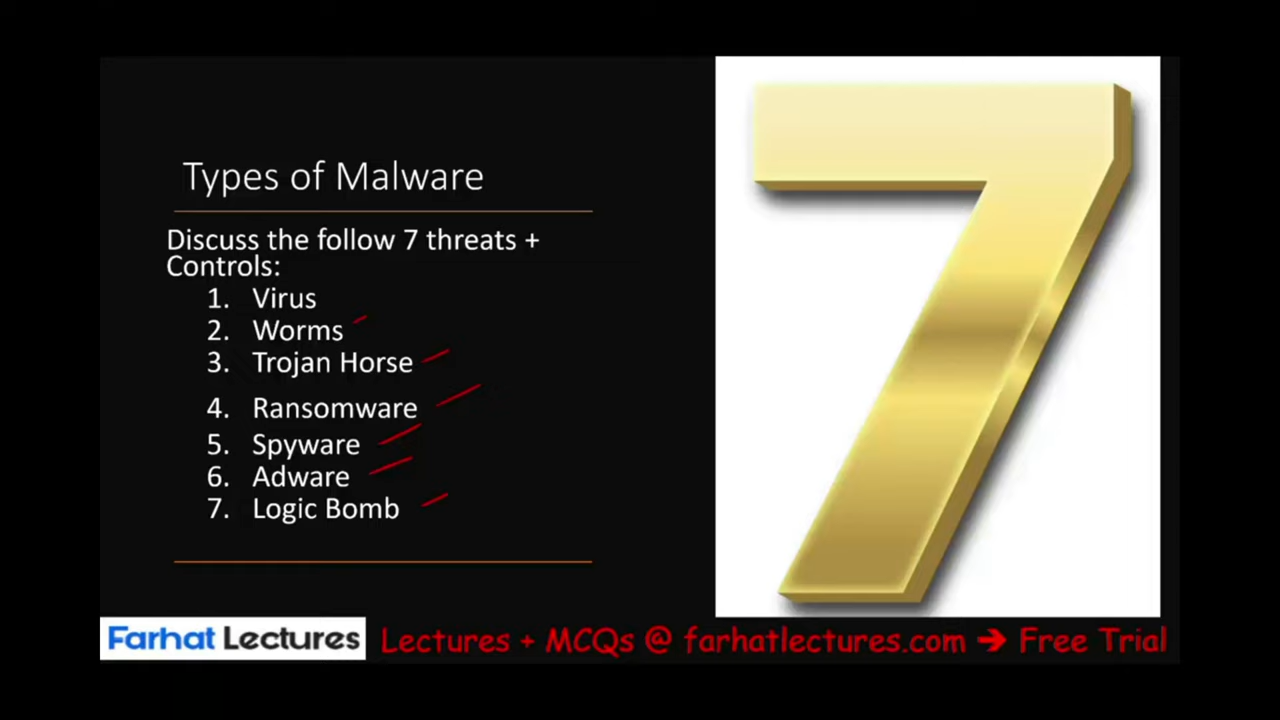 Types of Malware
Discuss the follow 7 threats +
Controls:
1. Virus
2. Worms
3. Trojan Horse
4. Ransomware
5. Spyware
6. Adware
7. Logic Bomb
7
Farhat Lectures
Lectures + MCQs @ farhatlectures.com ➔ Free Trial